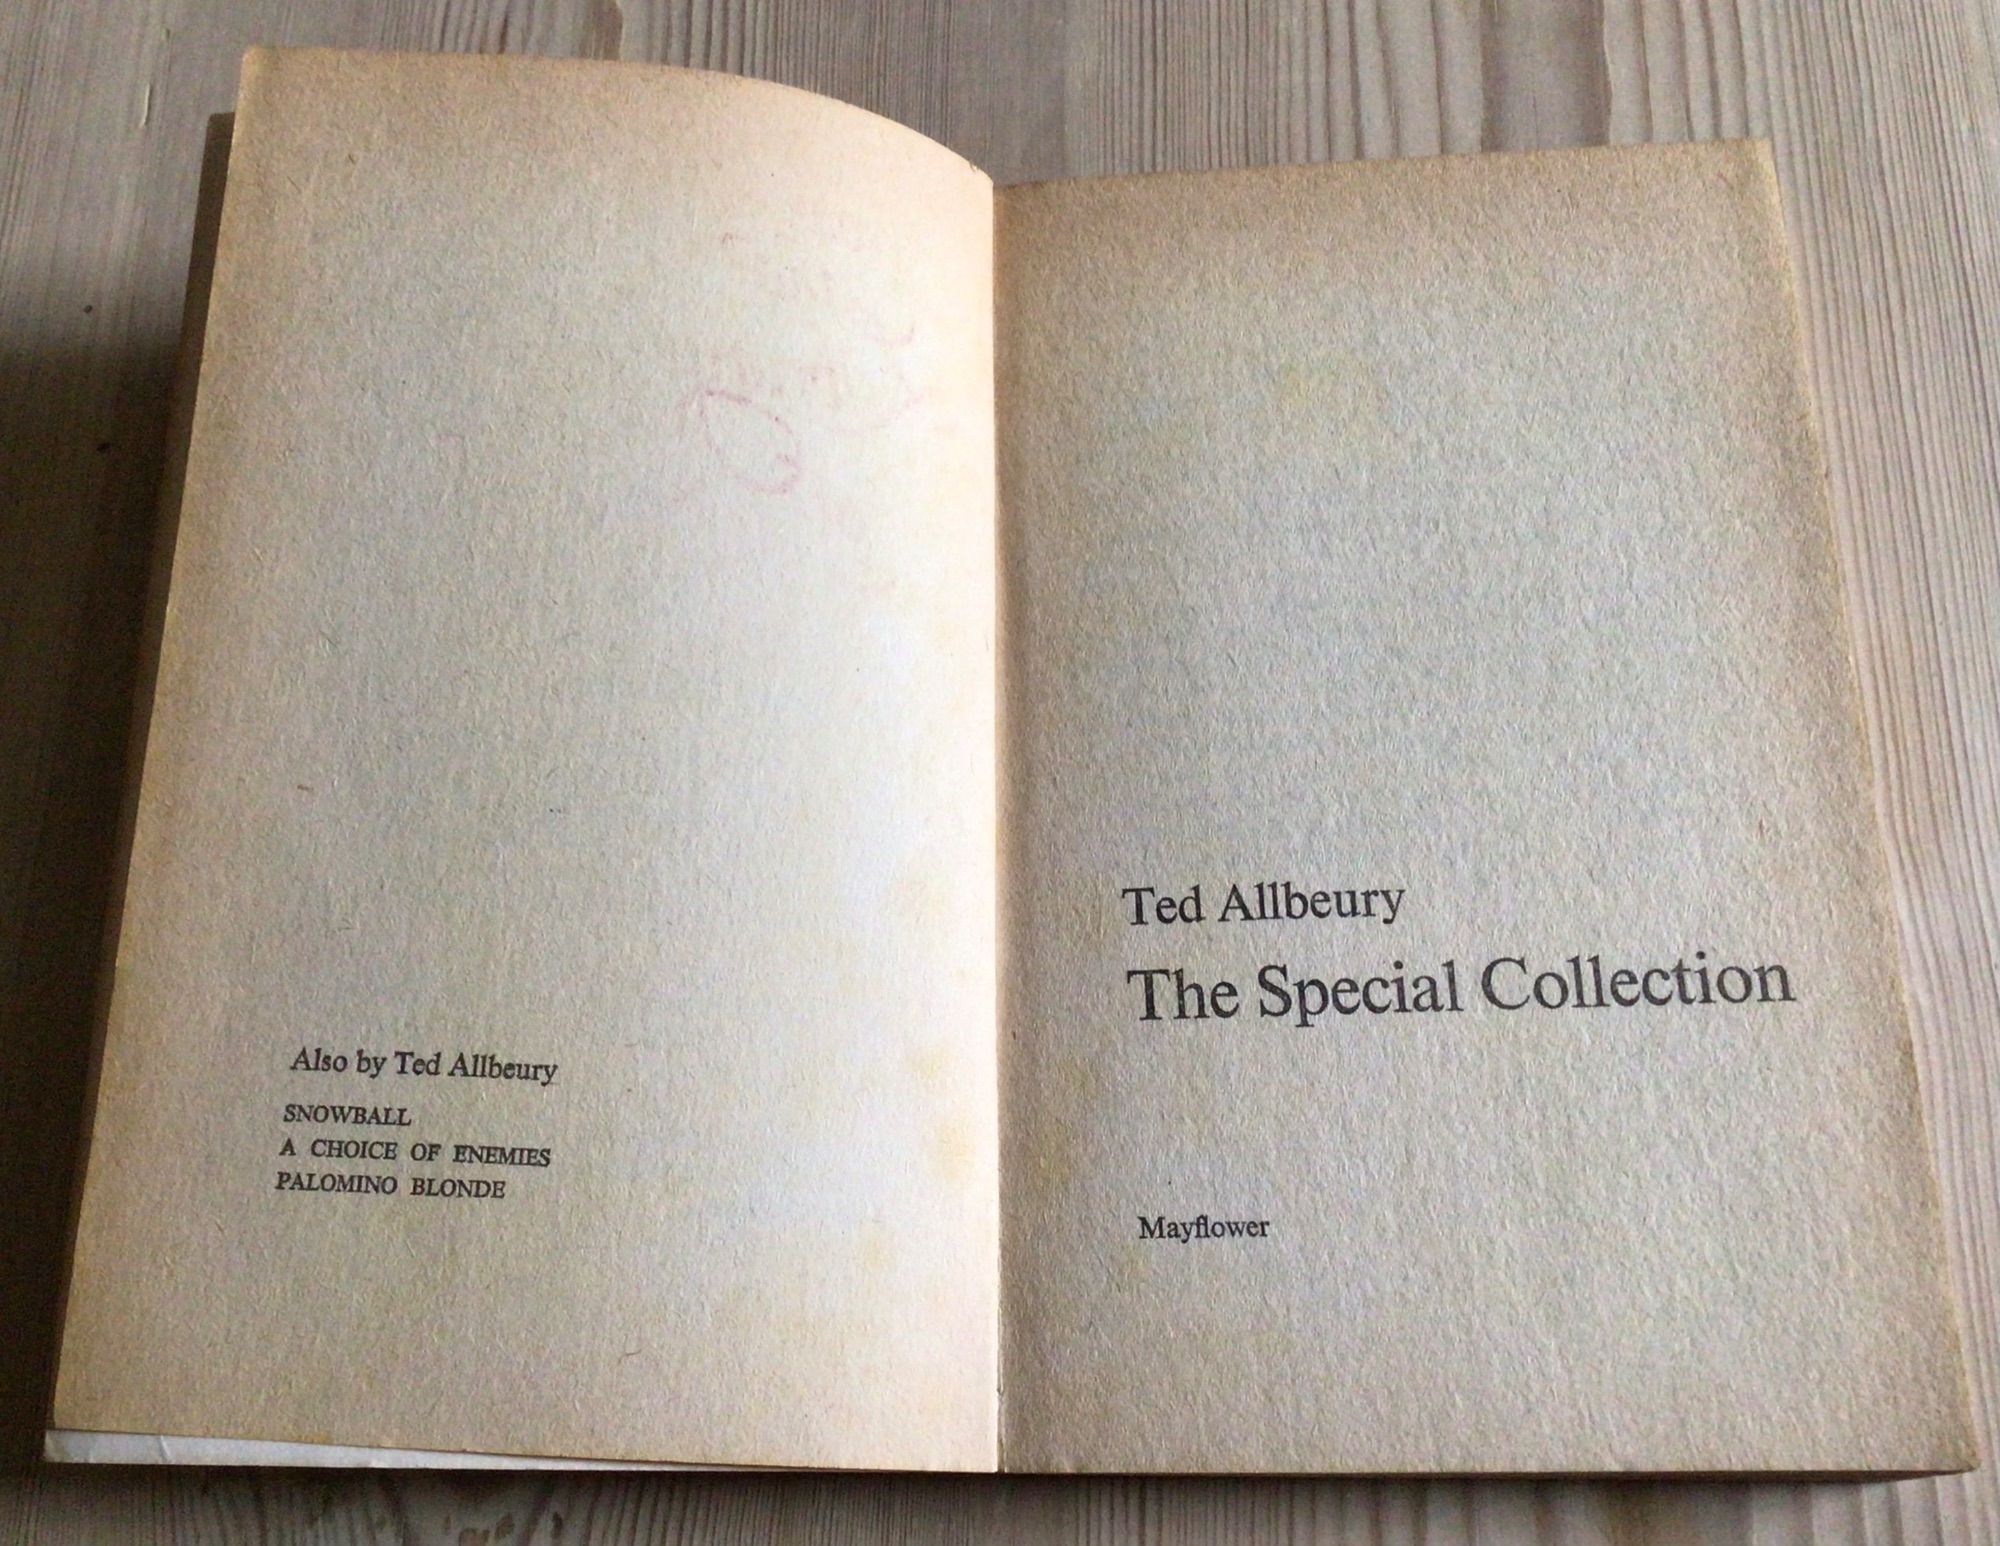 Also by Ted Allbeury
SNOWBALL
A CHOICE OF ENEMIES
PALOMINO BLONDE
Ted Allbeury
The Special Collection
Mayflower